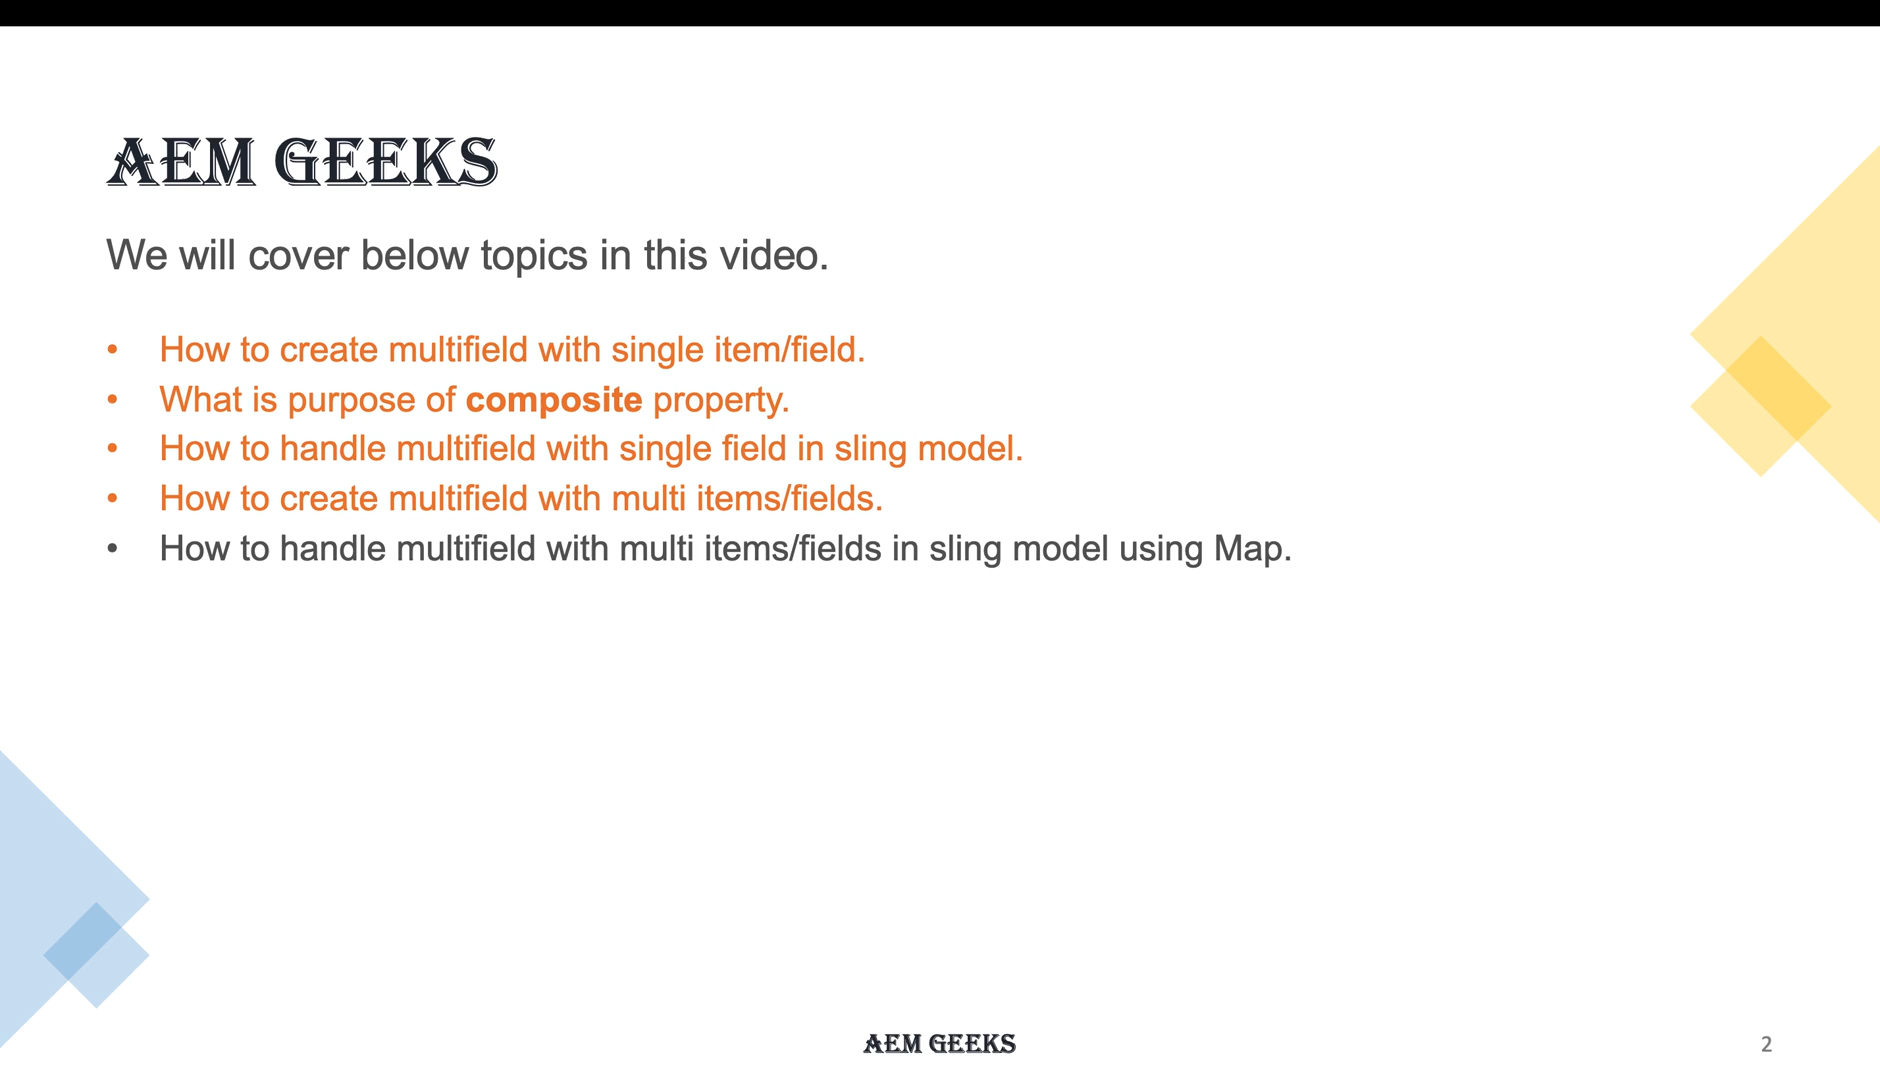 AEM GEEKS
We will cover below topics in this video.
• How to create multifield with single item/field.
• What is purpose of composite property.
• How to handle multifield with single field in sling model.
• How to create multifield with multi items/fields.
• How to handle multifield with multi items/fields in sling model using Map.
AEM GEEKS
2